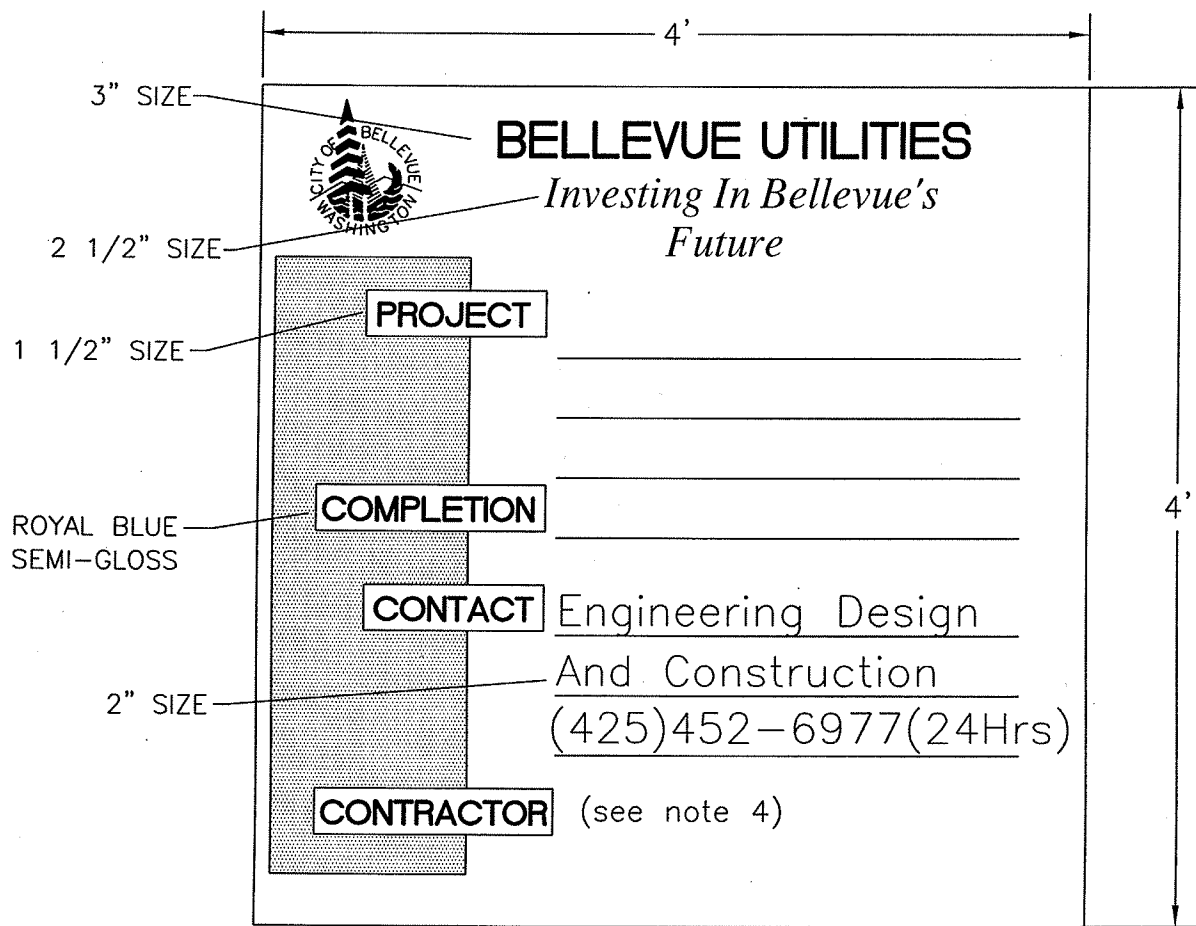 4'
3" SIZE
CITY OF BELLEVUE
WASHINGTON
BELLEVUE UTILITIES
Investing In Bellevue's
Future
2 1/2" SIZE
PROJECT
1 1/2" SIZE
COMPLETION
4'
ROYAL BLUE
SEMI-GLOSS
CONTACT Engineering Design
And Construction
2" SIZE
(425)452-6977(24Hrs)
CONTRACTOR (see note 4)